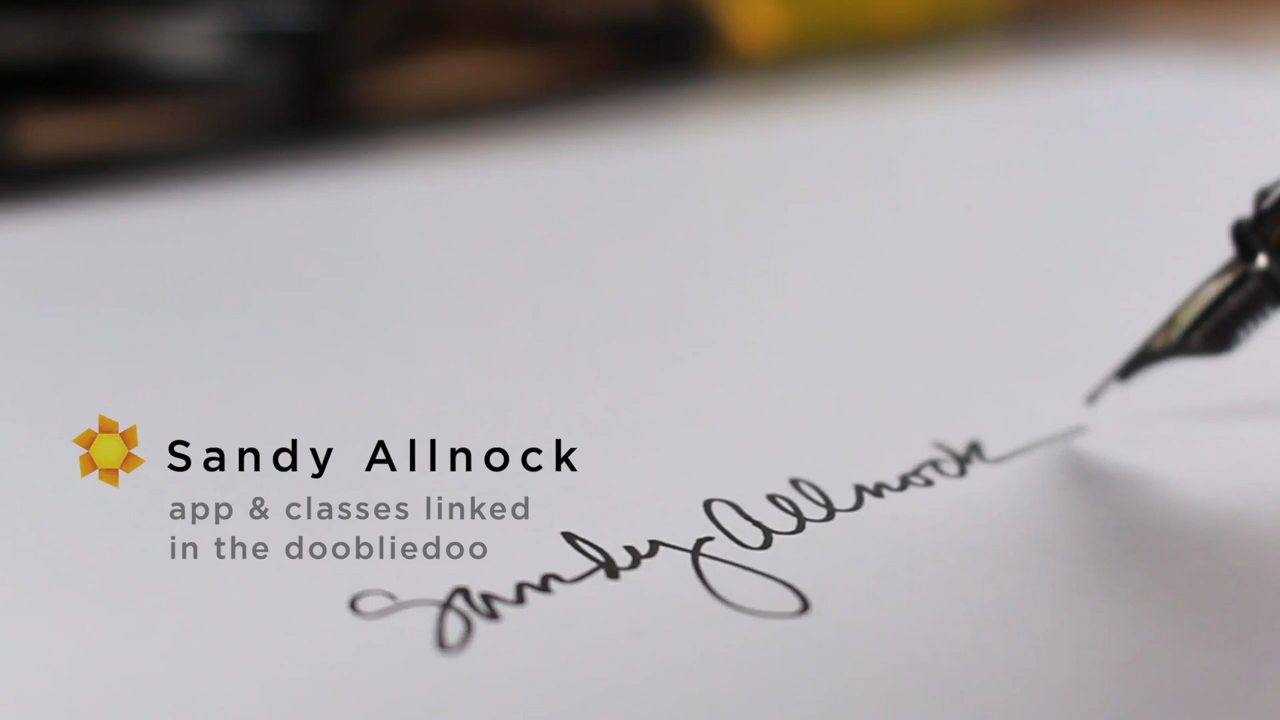 Sandy Allnock
app & classes linked
in the doobliedoo
Sandy Allnock